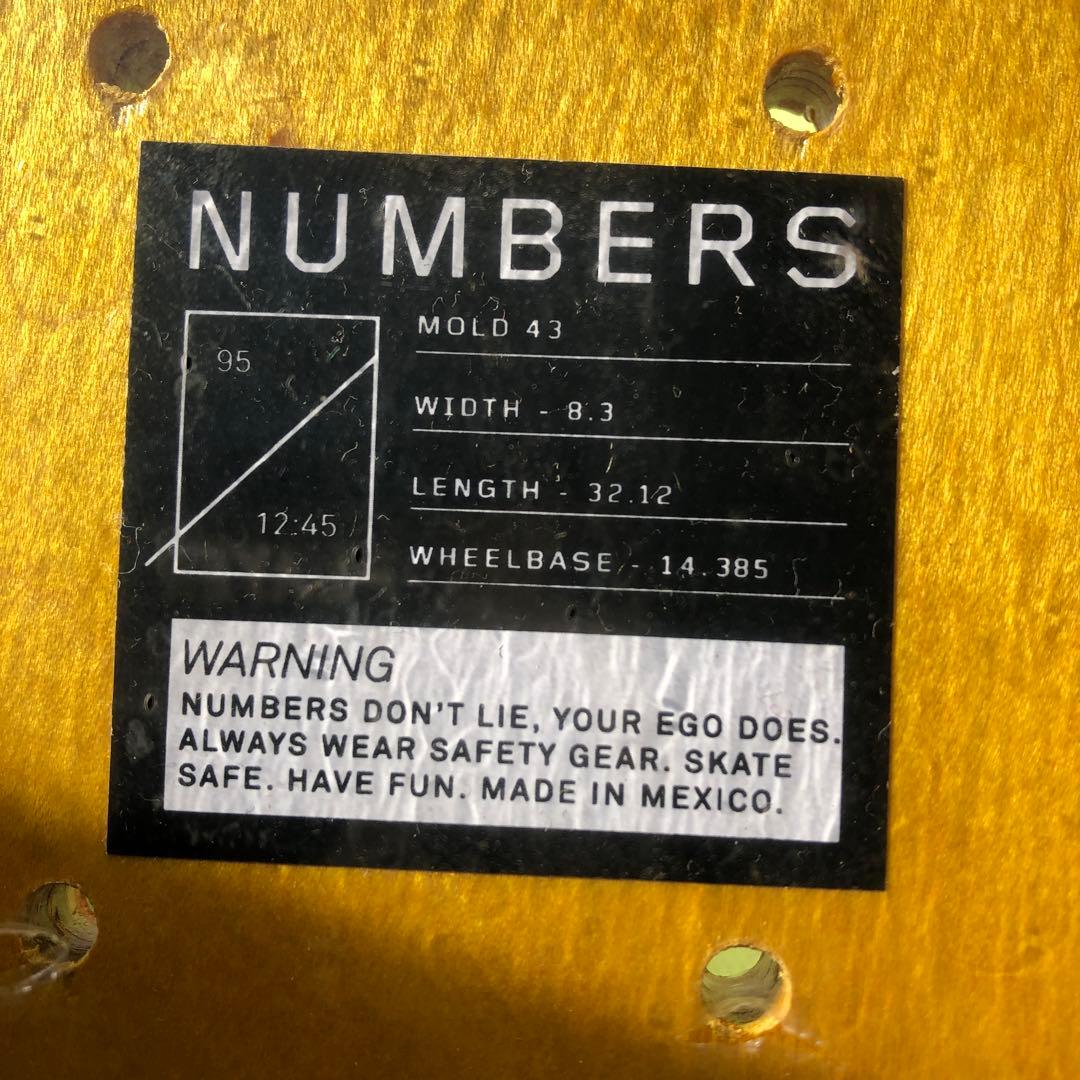 NUMBERS
95
12:45
MOLD 43
WIDTH - 8.3
LENGTH - 32.12
WHEELBASE - 14.385
WARNING
NUMBERS DON'T LIE, YOUR EGO DOES.
ALWAYS WEAR SAFETY GEAR. SKATE
SAFE. HAVE FUN. MADE IN MEXICO.